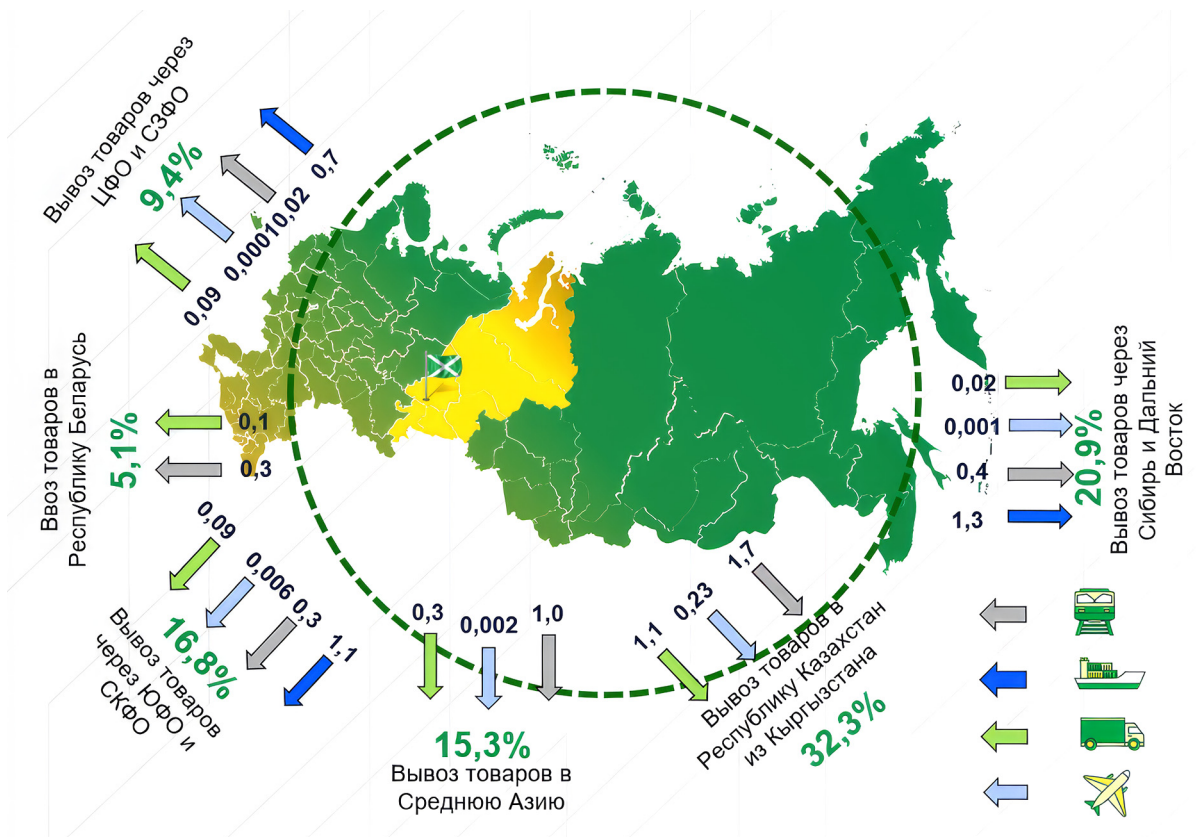 Вывоз товаров через
ЦФО и СЗФО
9,4%
0,7
0,02
0,0001
0,09
Ввоз товаров в
Республику Беларусь
5,1%
0,1
0,3
0,09
0,006
0,3
1,1
16,8%
Вывоз товаров
через ЮФО и
СКФО
0,3
0,002
1,0
15,3%
Вывоз товаров в
Среднюю Азию
1,7
0,23
1,1
Вывоз товаров в
Республику Казахстан
из Кыргызстана
32,3%
0,02
0,001
0,4
1,3
20,9%
Вывоз товаров через
Сибирь и Дальний
Восток